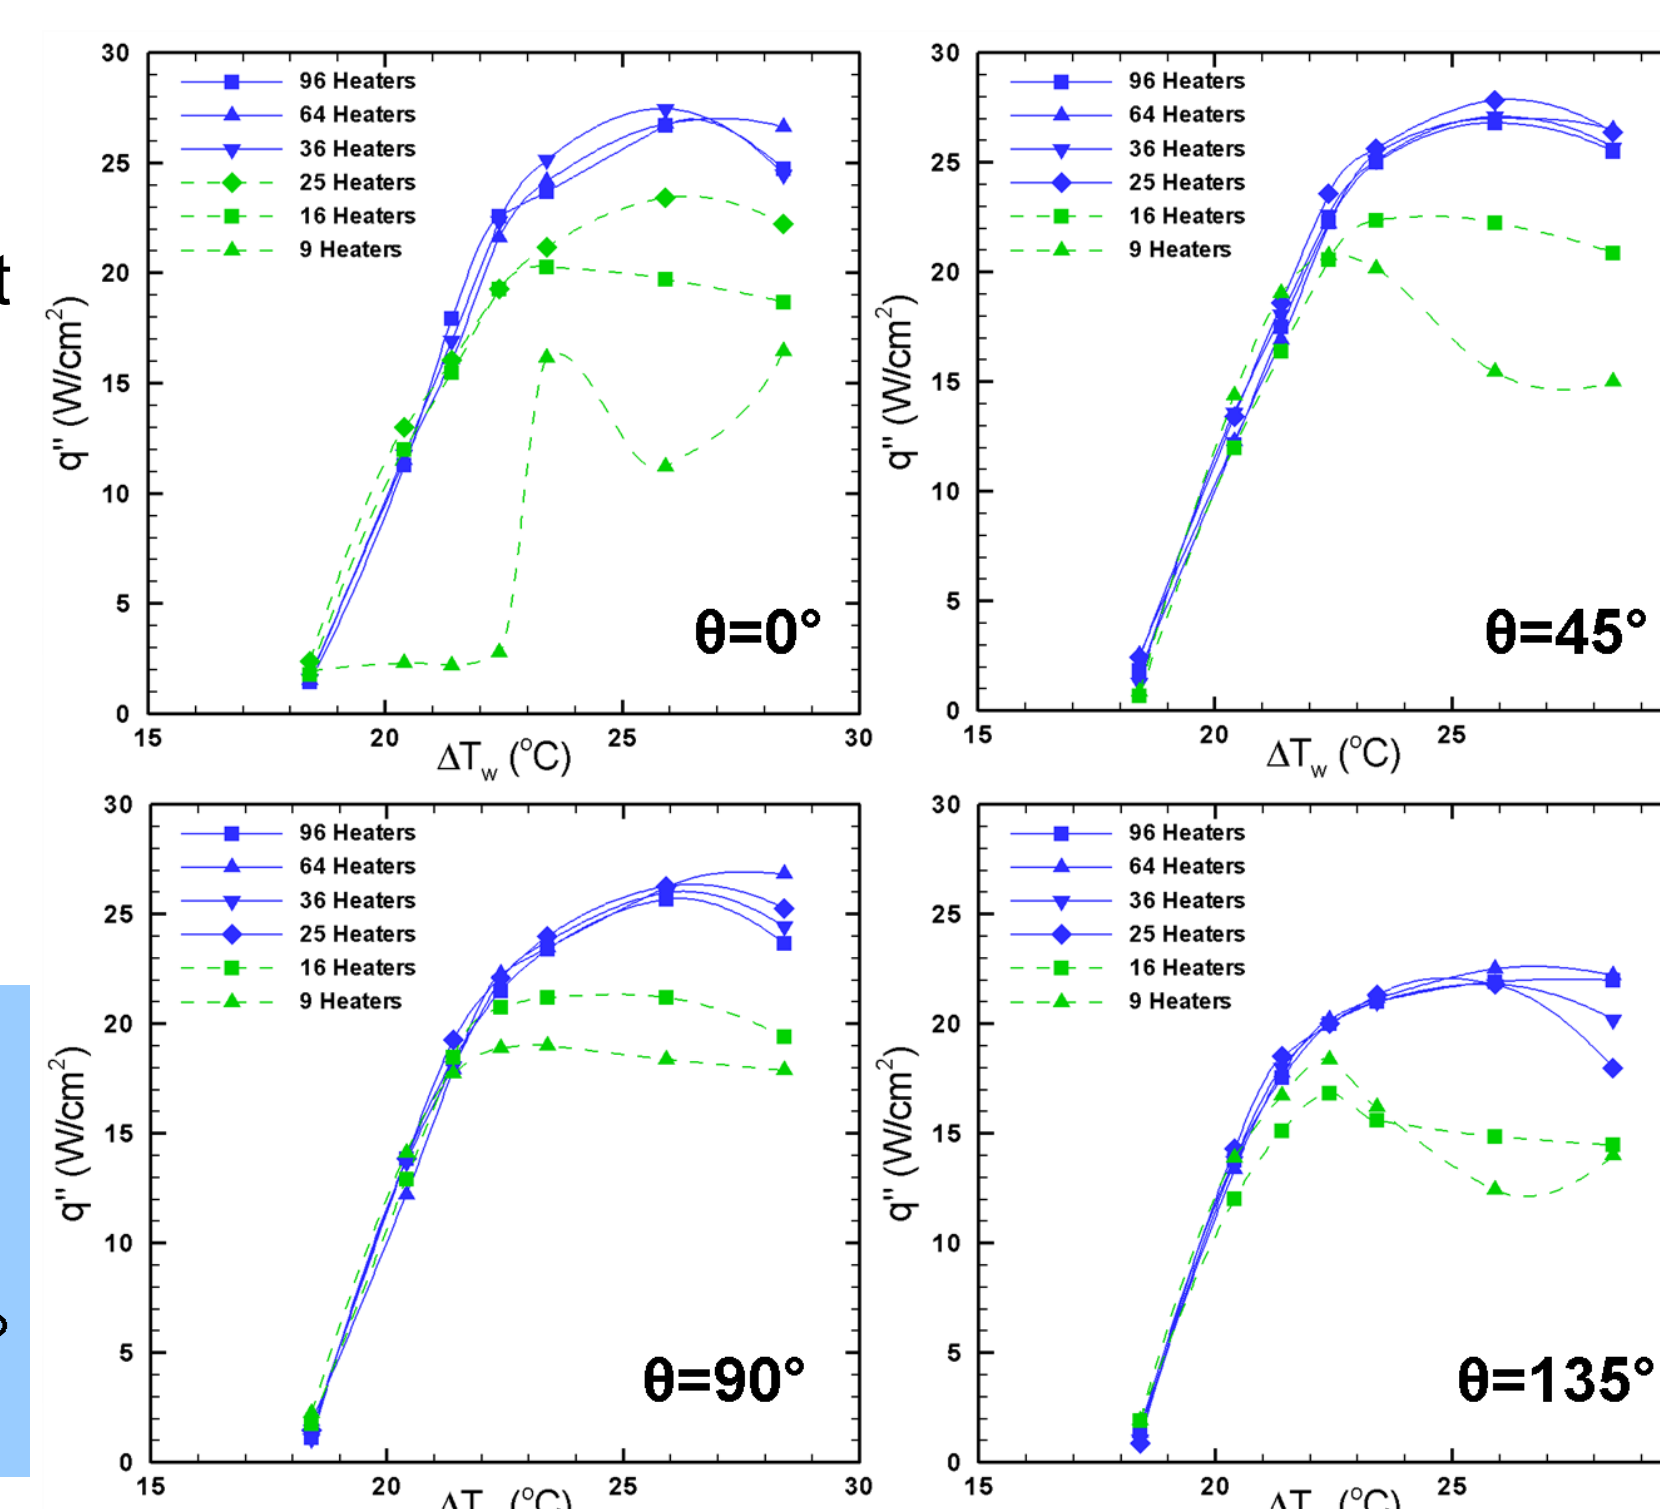 t
30
25
20
15
10
5
0
q" (W/cm²)
96 Heaters
64 Heaters
36 Heaters
25 Heaters
16 Heaters
9 Heaters
θ=0°
15 20 25 30
ΔTw (°C)
30
25
20
15
10
5
0
q" (W/cm²)
96 Heaters
64 Heaters
36 Heaters
25 Heaters
16 Heaters
9 Heaters
θ=45°
15 20 25
ΔTw (°C)
30
25
20
15
10
5
0
q" (W/cm²)
96 Heaters
64 Heaters
36 Heaters
25 Heaters
16 Heaters
9 Heaters
θ=90°
15 20 25 30
ΔT (°C)
30
25
20
15
10
5
0
q" (W/cm²)
96 Heaters
64 Heaters
36 Heaters
25 Heaters
16 Heaters
9 Heaters
θ=135°
15 20 25
ΔT (°C)